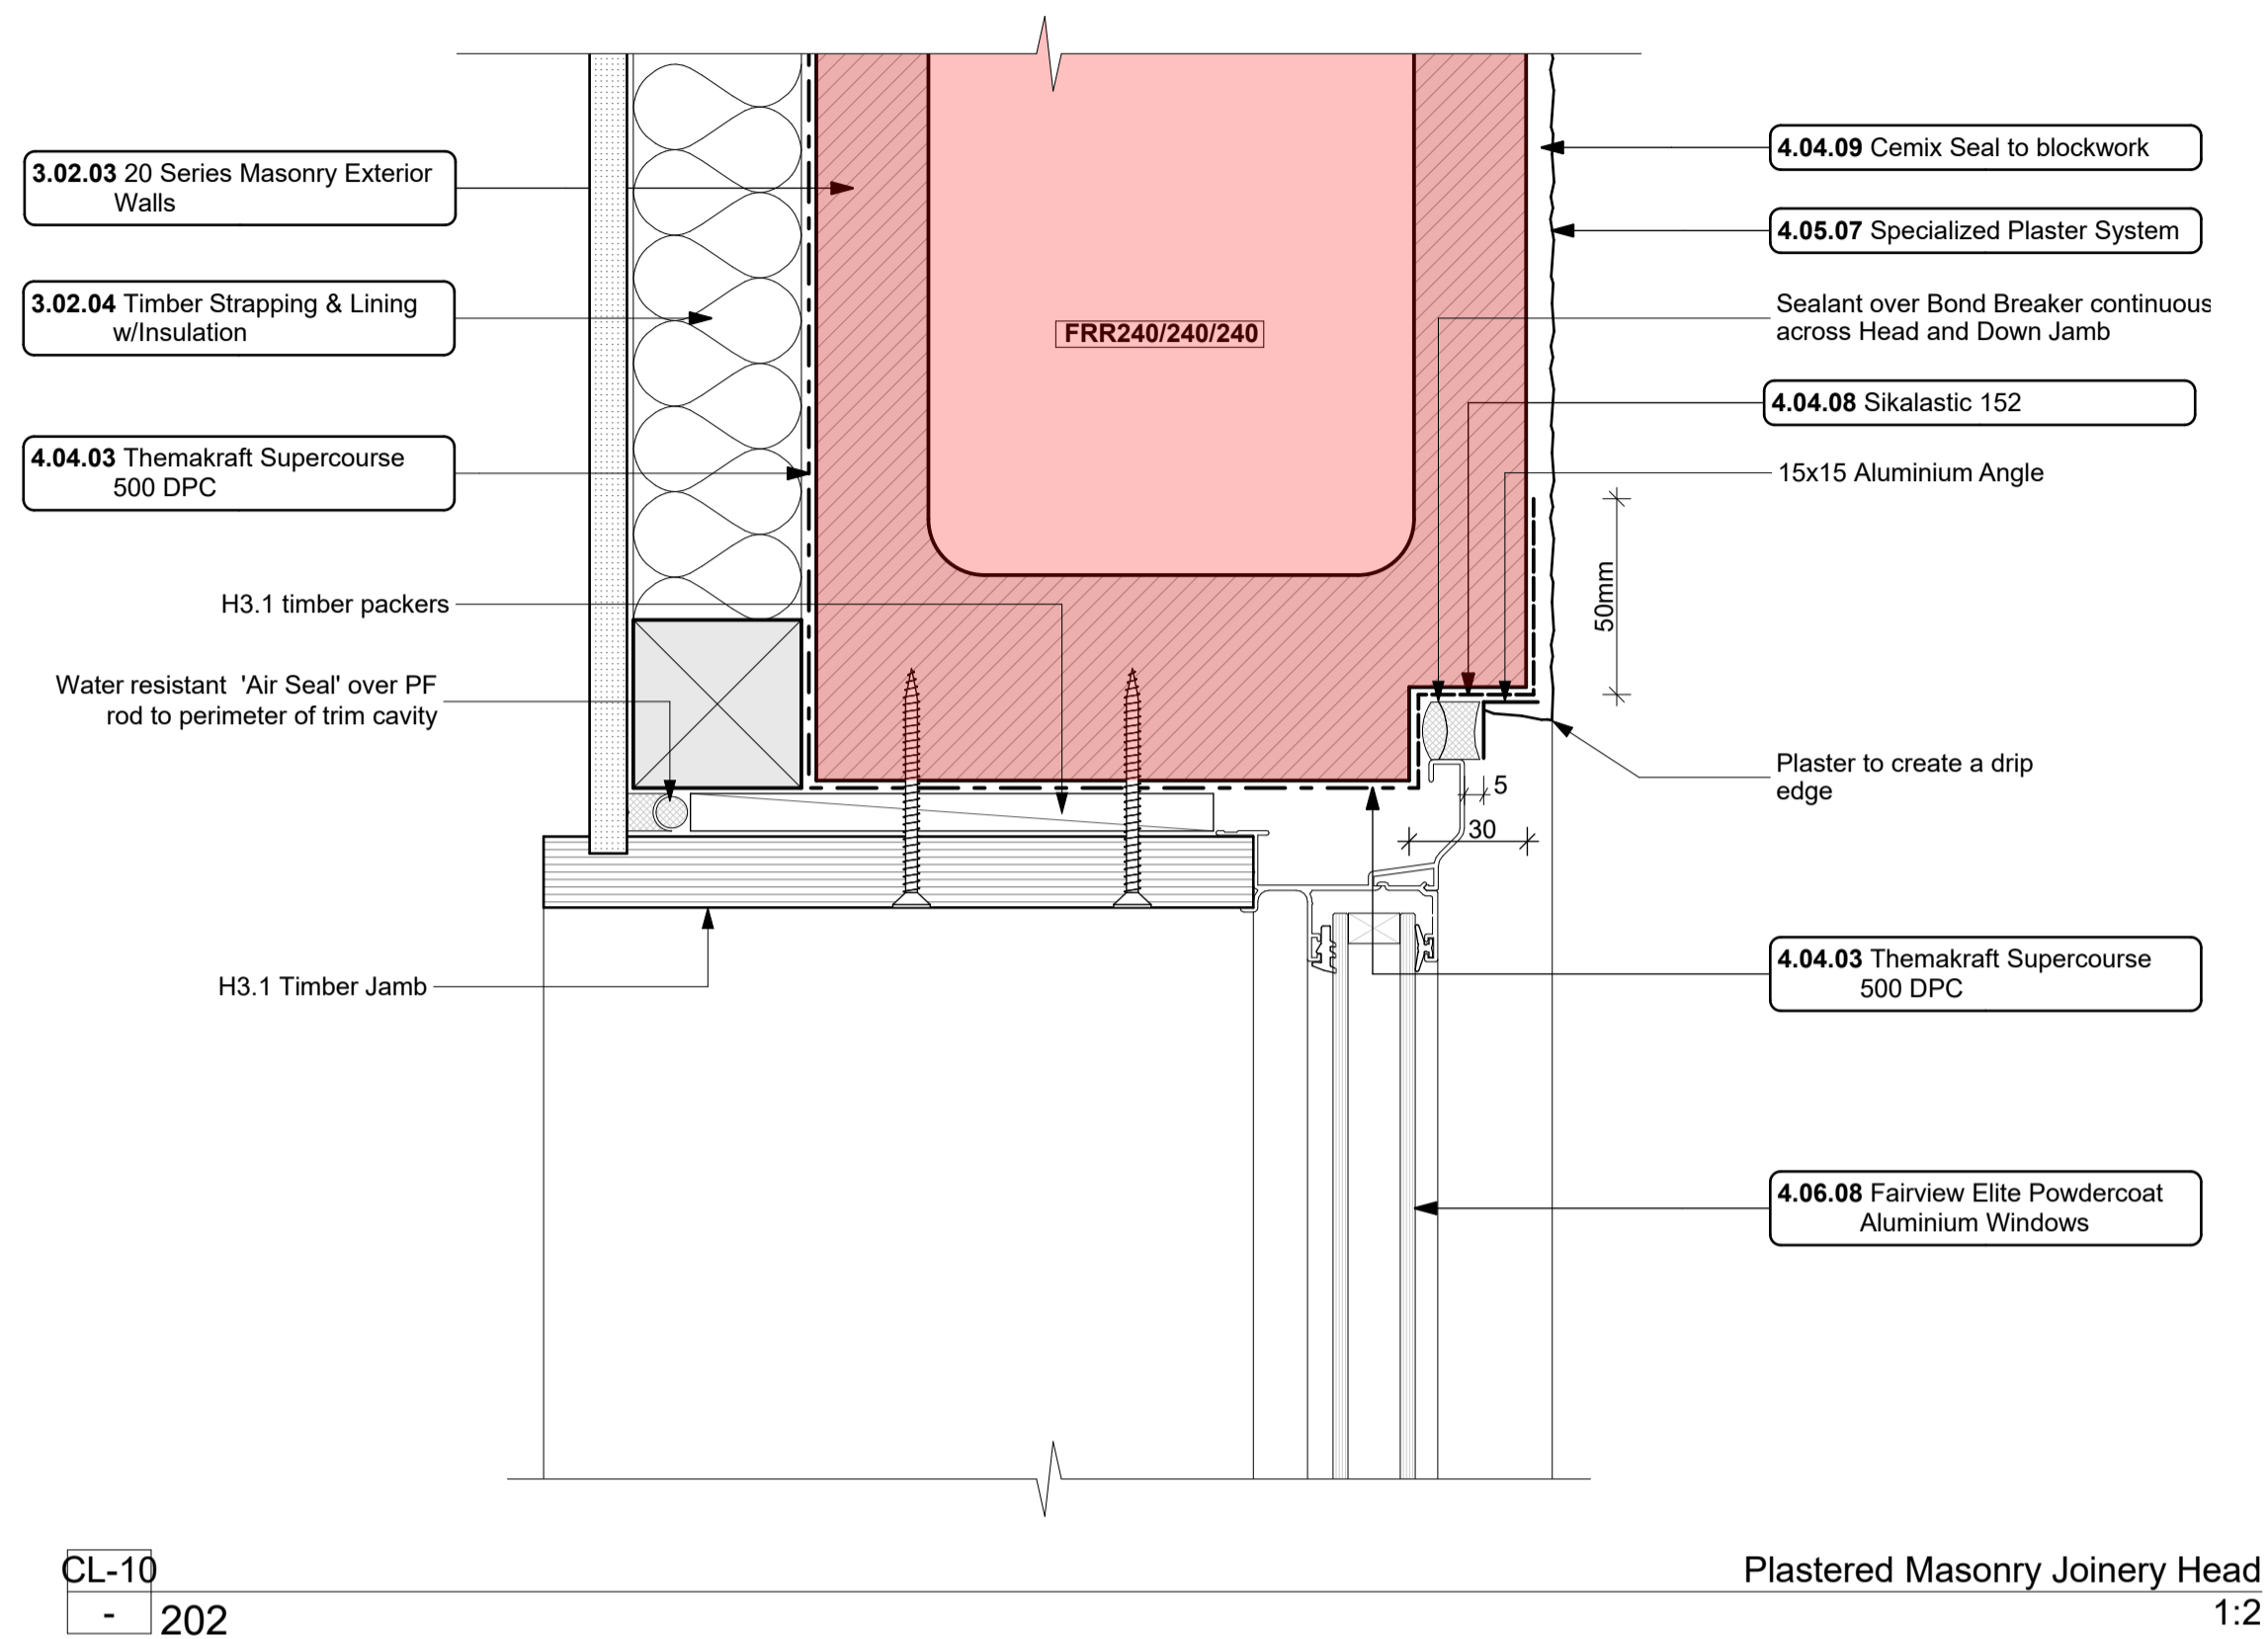 3.02.03 20 Series Masonry Exterior
Walls
3.02.04 Timber Strapping & Lining
w/Insulation
4.04.03 Themakraft Supercourse
500 DPC
H3.1 timber packers
Water resistant 'Air Seal' over PF
rod to perimeter of trim cavity
H3.1 Timber Jamb
FRR240/240/240
4.04.09 Cemix Seal to blockwork
4.05.07 Specialized Plaster System
Sealant over Bond Breaker continuous
across Head and Down Jamb
4.04.08 Sikalastic 152
15x15 Aluminium Angle
50mm
Plaster to create a drip
edge
5
30
4.04.03 Themakraft Supercourse
500 DPC
4.06.08 Fairview Elite Powdercoat
Aluminium Windows
CL-10
- 202
Plastered Masonry Joinery Head
1:2